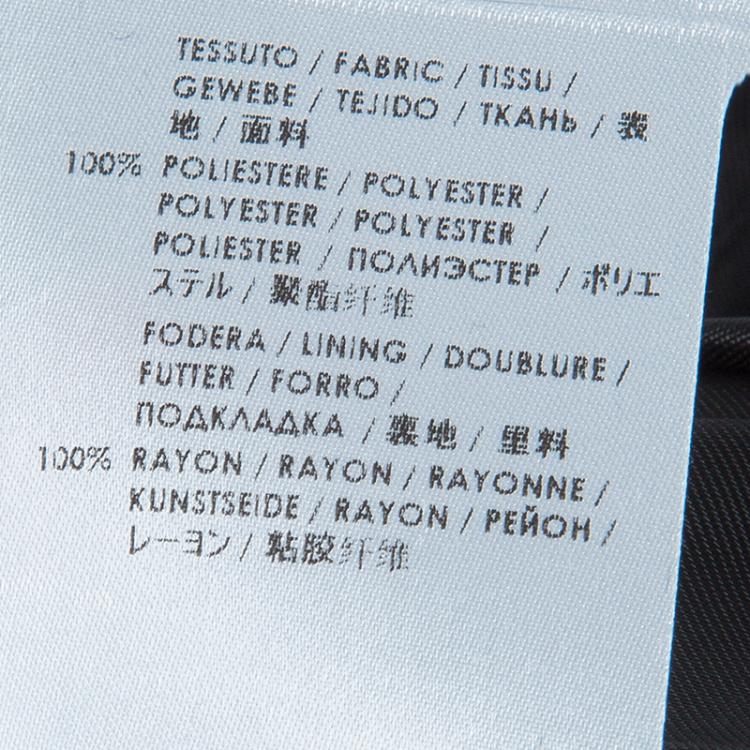 TESSUTO / FABRIC / TISSU /
GEWEBE / TEJIDO / ТКАНЬ / 表
地 / 面料
100% POLIESTERE / POLYESTER /
POLYESTER / POLYESTER /
POLIESTER / ПОЛИЭСТЕР / ポリエ
ステル / 聚酯纤维
FODERA / LINING / DOUBLURE /
FUTTER / FORRO /
ПОДКЛАДКА / 裏地 / 里料
100% RAYON / RAYON / RAYONNE /
KUNSTSEIDE / RAYON / РЕЙОН /
レーヨン / 粘胶纤维